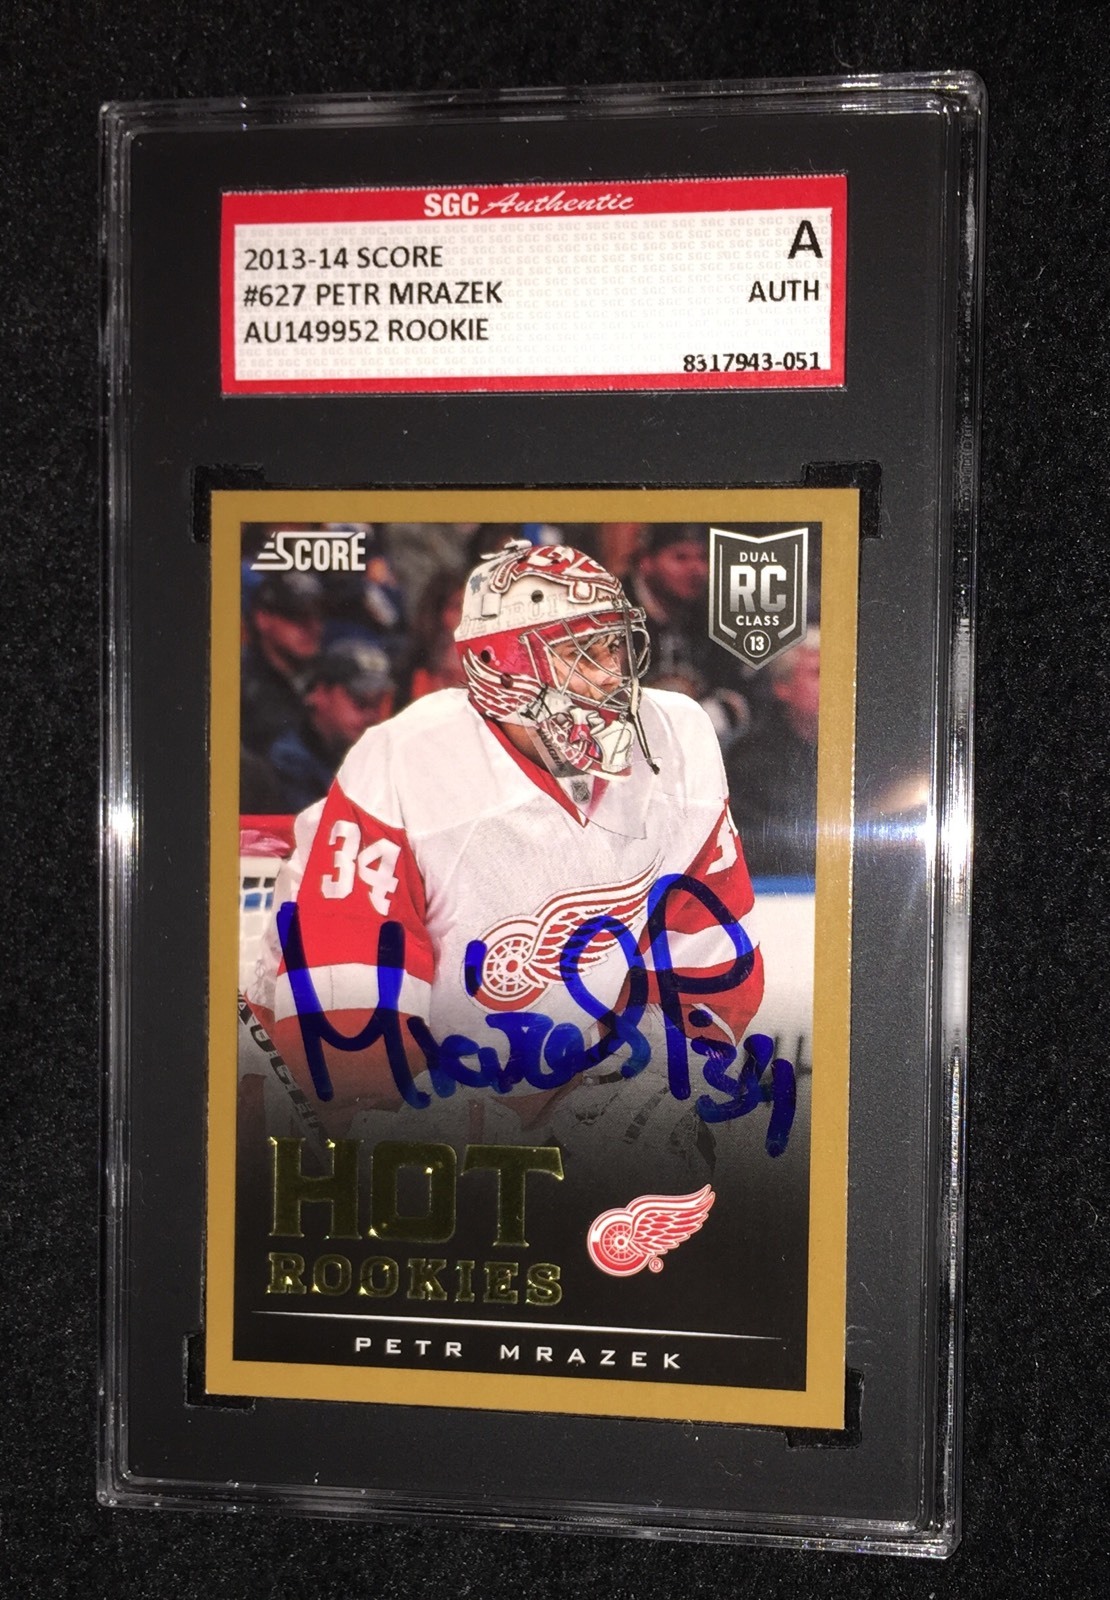 SGC Authentic
2013-14 SCORE
A
#627 PETR MRAZEK
AUTH
AU149952 ROOKIE
8317943-051
SCORE
DUAL
RC
CLASS
13
34
34
HOT
ROOKIES
®
PETR MRAZEK